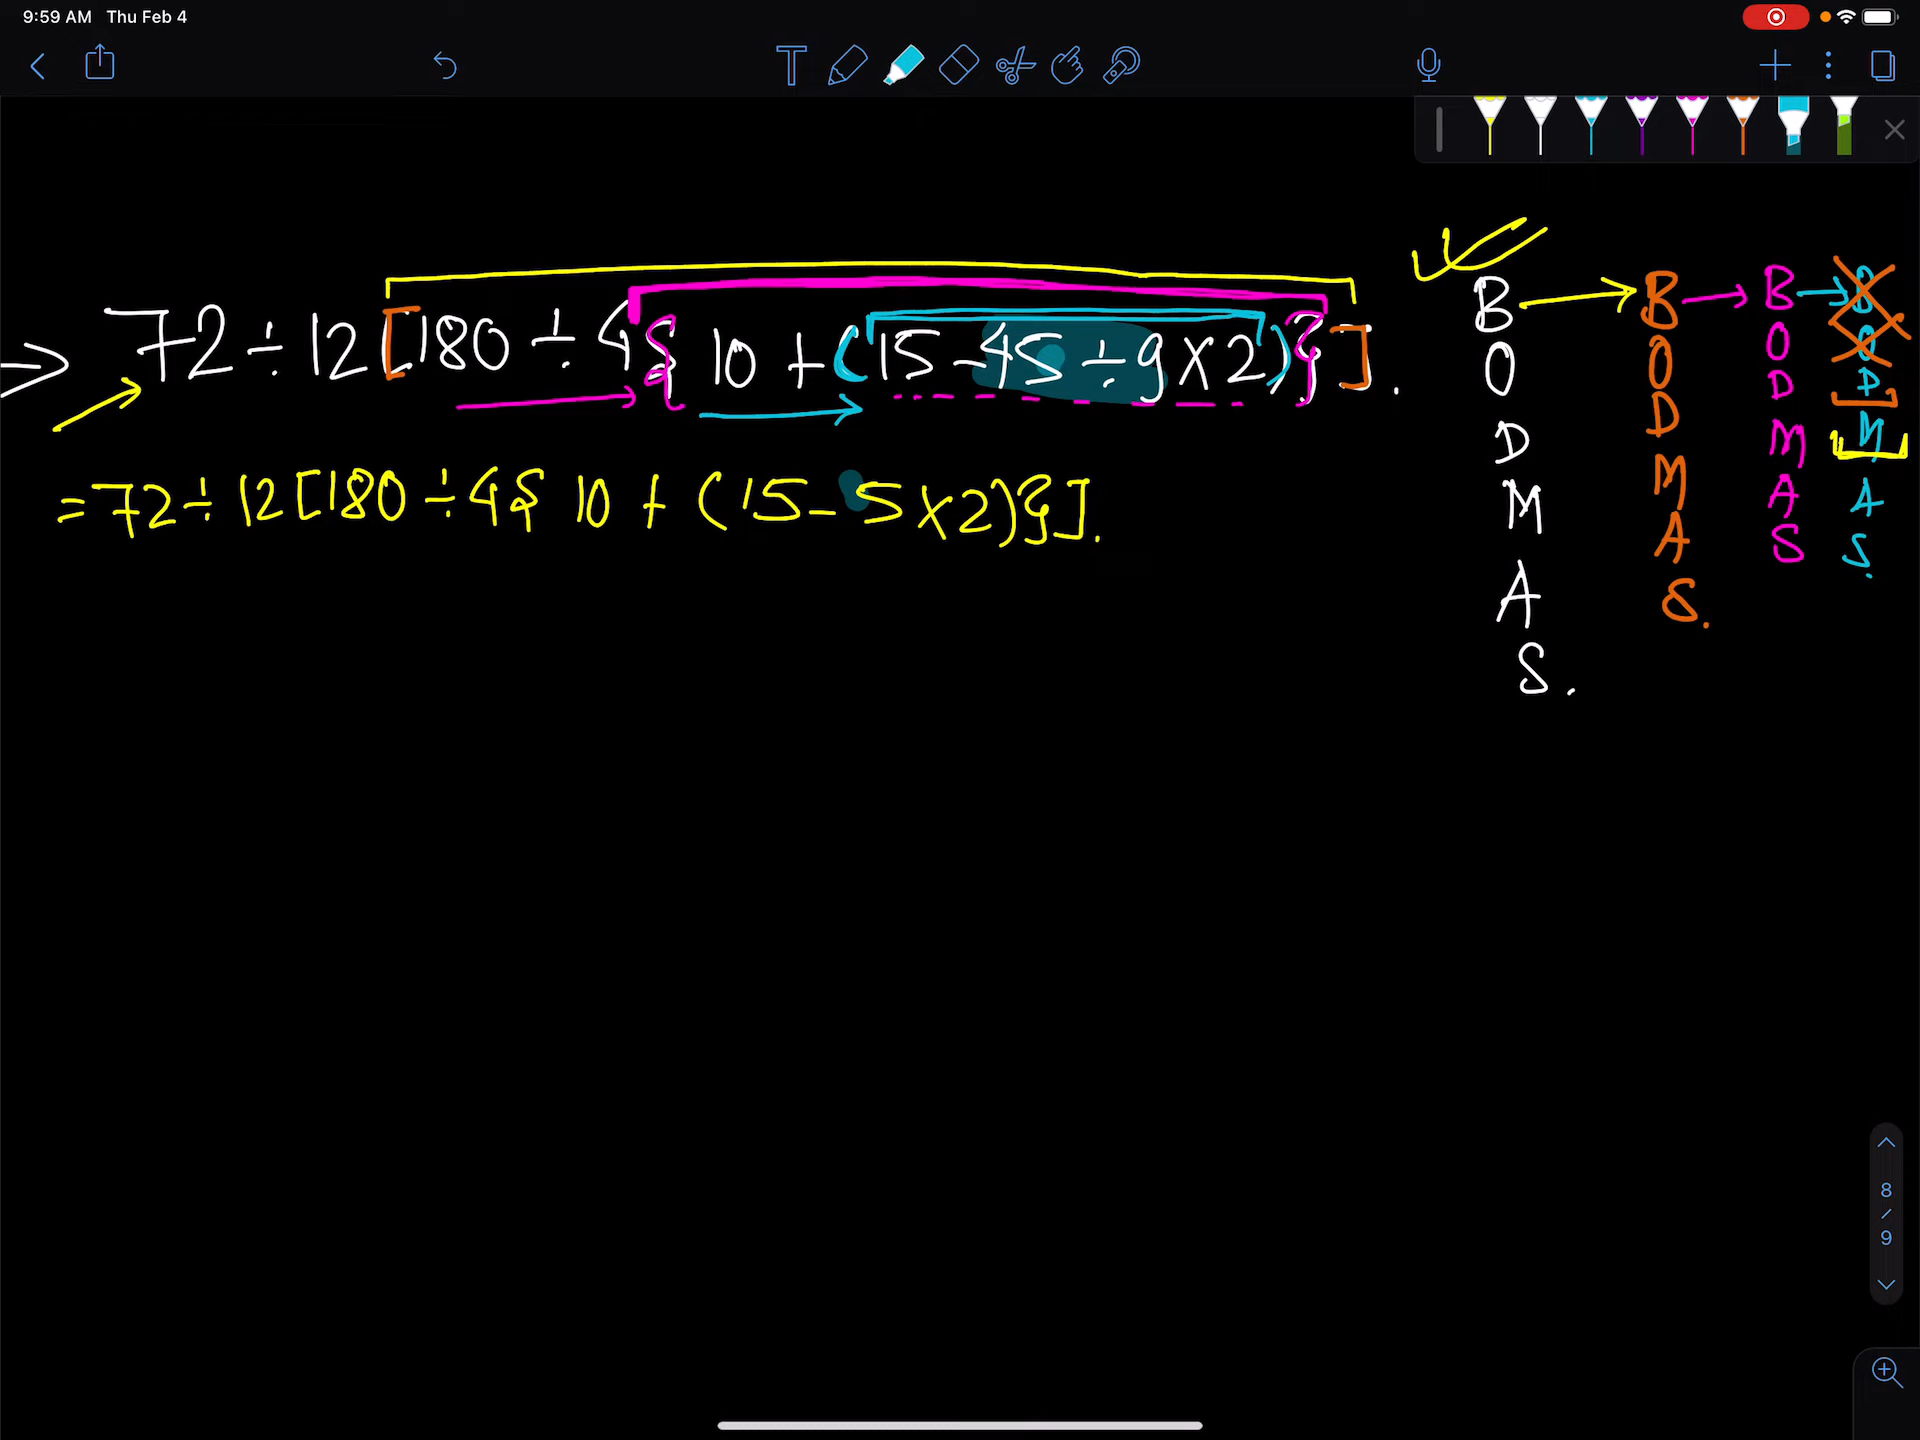 9:59 AM Thu Feb 4
72÷12[180÷4{10+(15-45÷9×2)}].
=72÷12[180÷4{10+(15-5×2)}].
B B B B
O O O O
D D D D
M M M M
A A A A
S. S. S S.
8
/
9